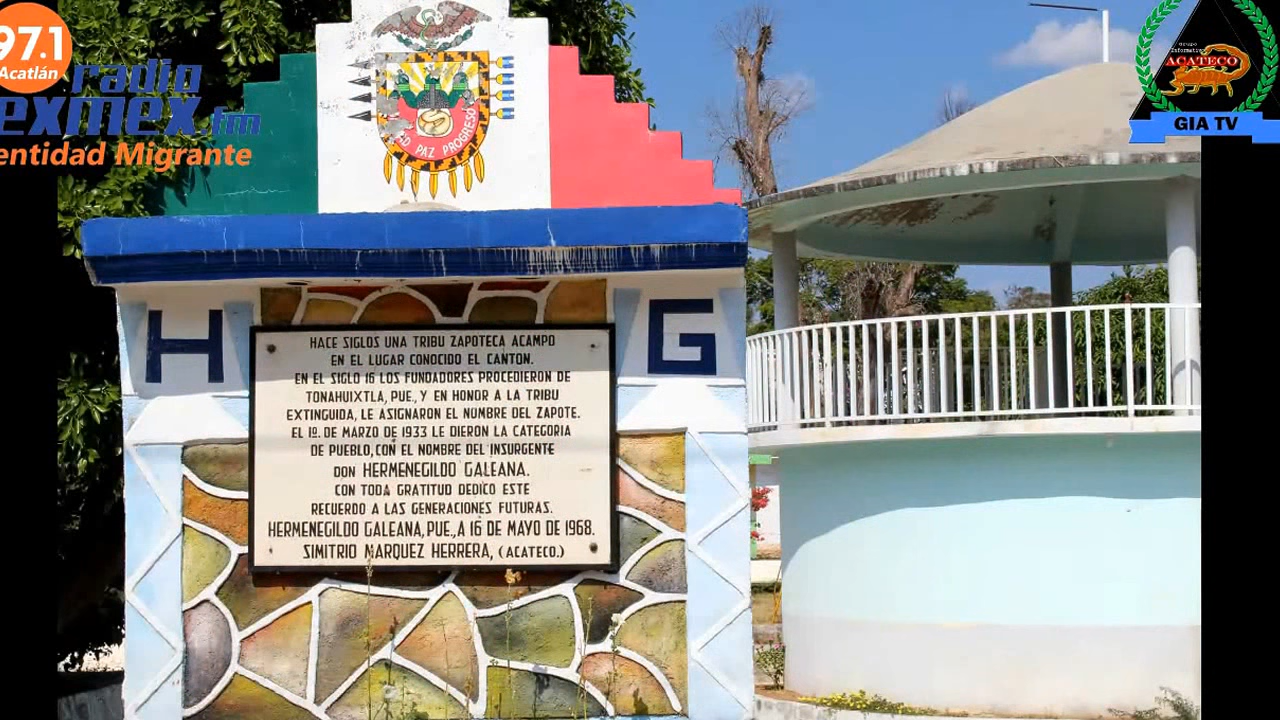 97.1
Acatlán
radio
exmex.fm
entidad Migrante
Grupo
Informativo
ACATECO
GIA TV
PAZ PROGRESO
H G
HACE SIGLOS UNA TRIBU ZAPOTECA ACAMPO
EN EL LUGAR CONOCIDO EL CANTON.
EN EL SIGLO 16 LOS FUNDADORES PROCEDIERON DE
TONAHUIXTLA, PUE., Y EN HONOR A LA TRIBU
EXTINGUIDA, LE ASIGNARON EL NOMBRE DEL ZAPOTE.
EL 1º. DE MARZO DE 1933 LE DIERON LA CATEGORIA
DE PUEBLO, CON EL NOMBRE DEL INSURGENTE
DON HERMENEGILDO GALEANA.
CON TODA GRATITUD DEDICO ESTE
RECUERDO A LAS GENERACIONES FUTURAS.
HERMENEGILDO GALEANA, PUE., A 16 DE MAYO DE 1968.
SIMITRIO MARQUEZ HERRERA, (ACATECO.)